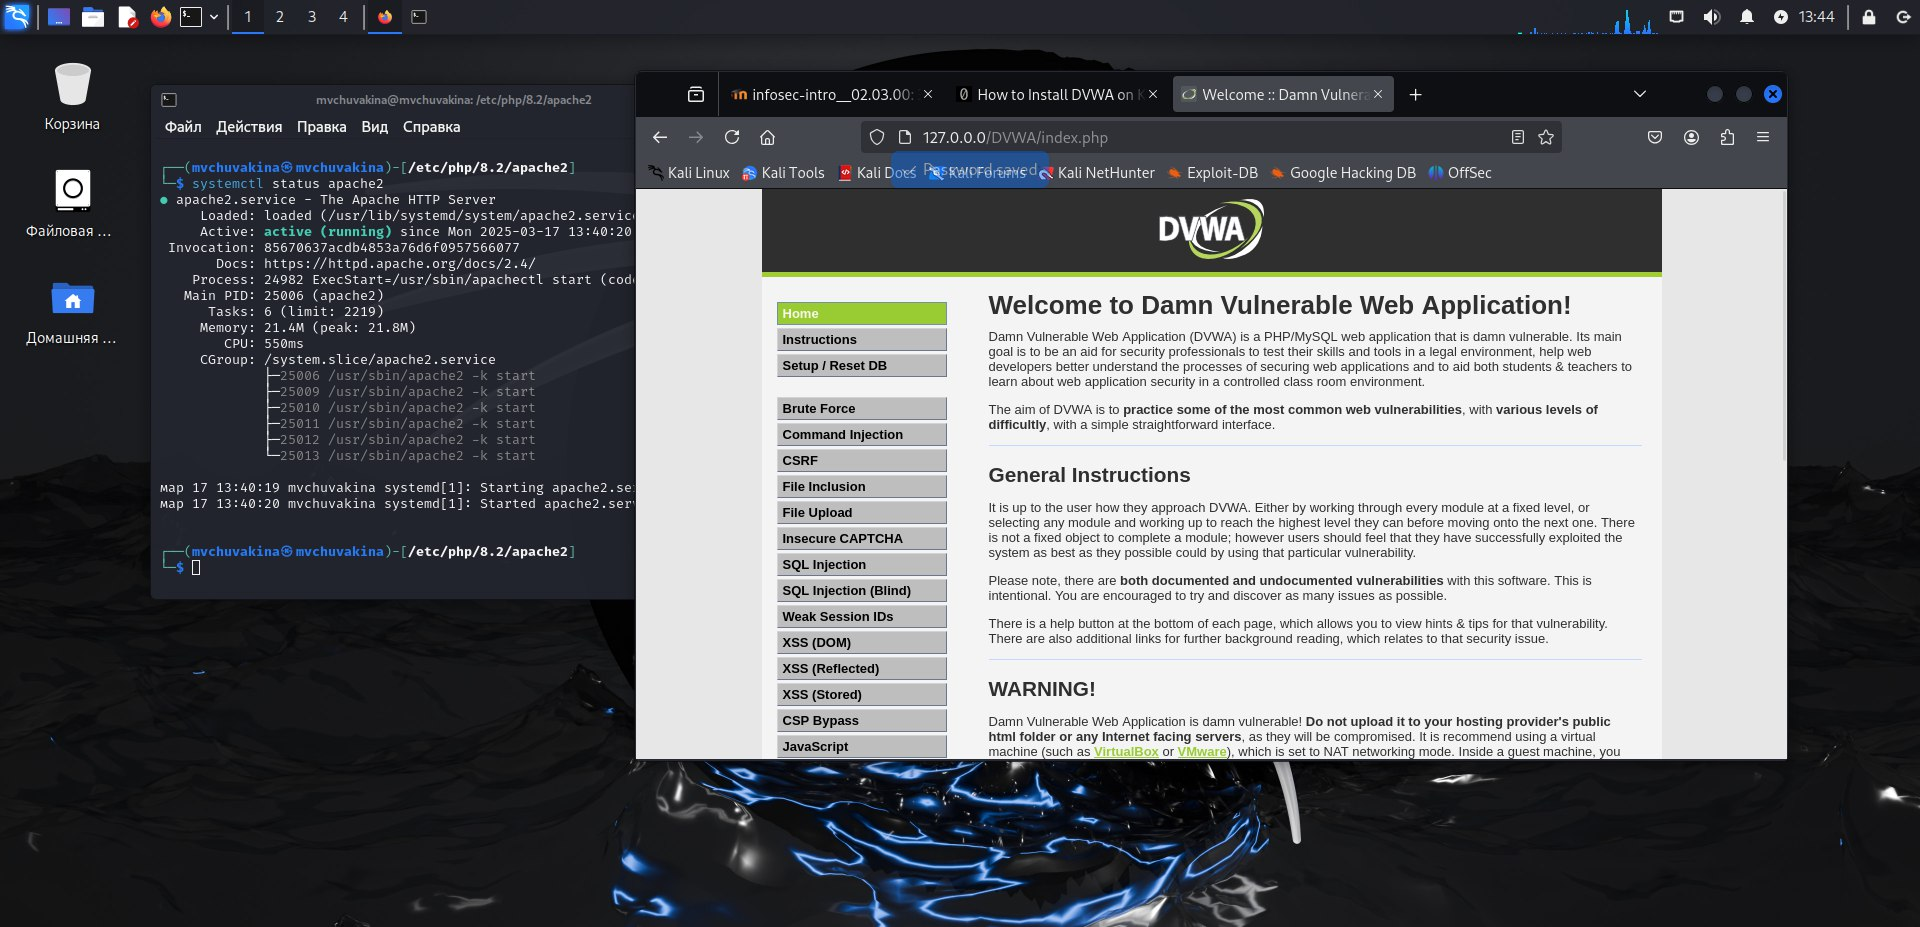 1 2 3 4 13:44
Корзина
Файловая ...
Домашняя ...
mvchuvakina@mvchuvakina: /etc/php/8.2/apache2
Файл Действия Правка Вид Справка
┌──(mvchuvakina㉿mvchuvakina)-[/etc/php/8.2/apache2]
└─$ systemctl status apache2
● apache2.service - The Apache HTTP Server
Loaded: loaded (/usr/lib/systemd/system/apache2.service
Active: active (running) since Mon 2025-03-17 13:40:20
Invocation: 85670637acdb4853a76d6f0957566077
Docs: https://httpd.apache.org/docs/2.4/
Process: 24982 ExecStart=/usr/sbin/apachectl start (code
Main PID: 25006 (apache2)
Tasks: 6 (limit: 2219)
Memory: 21.4M (peak: 21.8M)
CPU: 550ms
CGroup: /system.slice/apache2.service
├─25006 /usr/sbin/apache2 -k start
├─25009 /usr/sbin/apache2 -k start
├─25010 /usr/sbin/apache2 -k start
├─25011 /usr/sbin/apache2 -k start
├─25012 /usr/sbin/apache2 -k start
└─25013 /usr/sbin/apache2 -k start
мар 17 13:40:19 mvchuvakina systemd[1]: Starting apache2.se
мар 17 13:40:20 mvchuvakina systemd[1]: Started apache2.serv
┌──(mvchuvakina㉿mvchuvakina)-[/etc/php/8.2/apache2]
└─$
infosec-intro__02.03.00: How to Install DVWA on K Welcome :: Damn Vulnera
127.0.0.0/DVWA/index.php
Kali Linux Kali Tools Kali Docs Kali Forums Kali NetHunter Exploit-DB Google Hacking DB OffSec
Password saved
DVWA
Home
Instructions
Setup / Reset DB
Brute Force
Command Injection
CSRF
File Inclusion
File Upload
Insecure CAPTCHA
SQL Injection
SQL Injection (Blind)
Weak Session IDs
XSS (DOM)
XSS (Reflected)
XSS (Stored)
CSP Bypass
JavaScript
Welcome to Damn Vulnerable Web Application!
Damn Vulnerable Web Application (DVWA) is a PHP/MySQL web application that is damn vulnerable. Its main
goal is to be an aid for security professionals to test their skills and tools in a legal environment, help web
developers better understand the processes of securing web applications and to aid both students & teachers to
learn about web application security in a controlled class room environment.
The aim of DVWA is to practice some of the most common web vulnerabilities, with various levels of
difficultly, with a simple straightforward interface.
General Instructions
It is up to the user how they approach DVWA. Either by working through every module at a fixed level, or
selecting any module and working up to reach the highest level they can before moving onto the next one. There
is not a fixed object to complete a module; however users should feel that they have successfully exploited the
system as best as they possible could by using that particular vulnerability.
Please note, there are both documented and undocumented vulnerabilities with this software. This is
intentional. You are encouraged to try and discover as many issues as possible.
There is a help button at the bottom of each page, which allows you to view hints & tips for that vulnerability.
There are also additional links for further background reading, which relates to that security issue.
WARNING!
Damn Vulnerable Web Application is damn vulnerable! Do not upload it to your hosting provider's public
html folder or any Internet facing servers, as they will be compromised. It is recommend using a virtual
machine (such as VirtualBox or VMware), which is set to NAT networking mode. Inside a guest machine, you